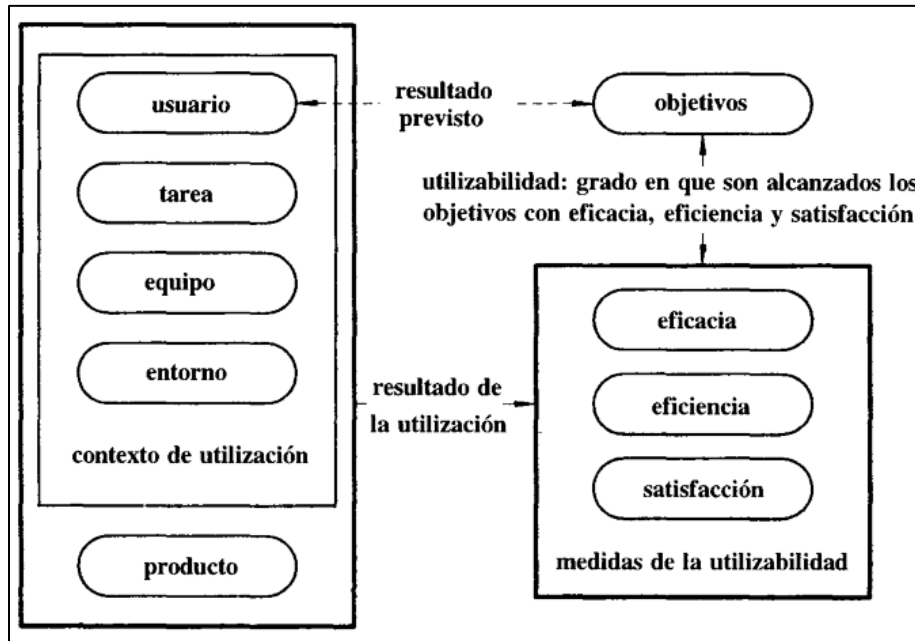 usuario
tarea
equipo
entorno
contexto de utilización
producto
resultado
previsto
resultado de
la utilización
objetivos
utilizabilidad: grado en que son alcanzados los
objetivos con eficacia, eficiencia y satisfacción
eficacia
eficiencia
satisfacción
medidas de la utilizabilidad